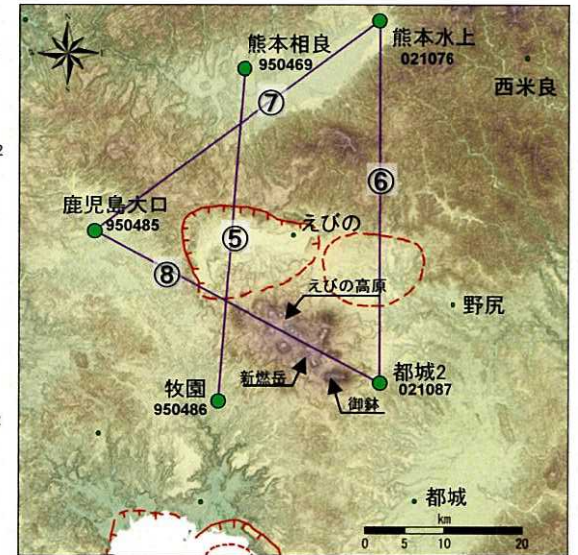 熊本相良
950469
熊本水上
021076
西米良
⑦
2
⑥
鹿児島大口
950485
えびの
⑤
⑧
えびの高原
野尻
新燃岳
都城2
021087
牧園
950486
御鉢
都城
km
0 5 10 20